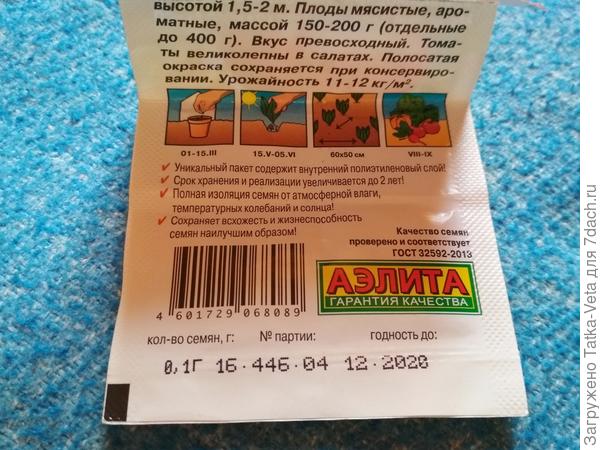 высотой 1,5-2 м. Плоды мясистые, аро-
матные, массой 150-200 г (отдельные
до 400 г). Вкус превосходный. Тома-
ты великолепны в салатах. Полосатая
окраска сохраняется при консервиро-
вании. Урожайность 11-12 кг/м².
01-15.III 15.V-05.VI 60х50 см VIII-IX
✓ Уникальный пакет содержит внутренний полиэтиленовый слой!
✓ Срок хранения и реализации увеличивается до 2 лет!
✓ Полная изоляция семян от атмосферной влаги,
температурных колебаний и солнца!
✓ Сохраняет всхожесть и жизнеспособность
семян наилучшим образом!
Качество семян
проверено и соответствует
ГОСТ 32592-2013
АЭЛИТА
ГАРАНТИЯ КАЧЕСТВА
4 601729 068089
кол-во семян, г: № партии: годность до:
0,1Г 16·446·04 12·2020
Загружено Tatka-Veta для 7dach.ru